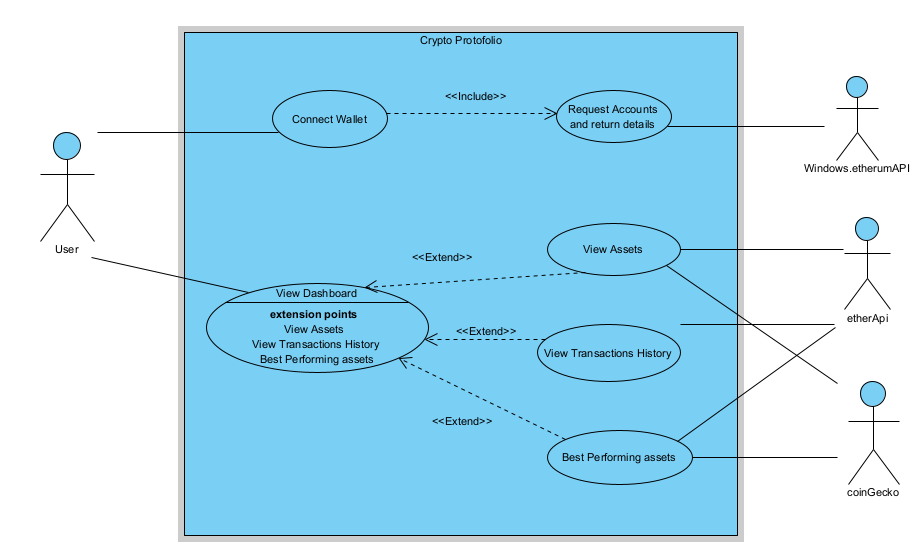 Crypto Protofolio
<<Include>>
Connect Wallet
Request Accounts
and return details
Windows.etherumAPI
User
View Assets
<<Extend>>
View Dashboard
extension points
View Assets
View Transactions History
Best Performing assets
<<Extend>>
View Transactions History
etherApi
<<Extend>>
Best Performing assets
coinGecko